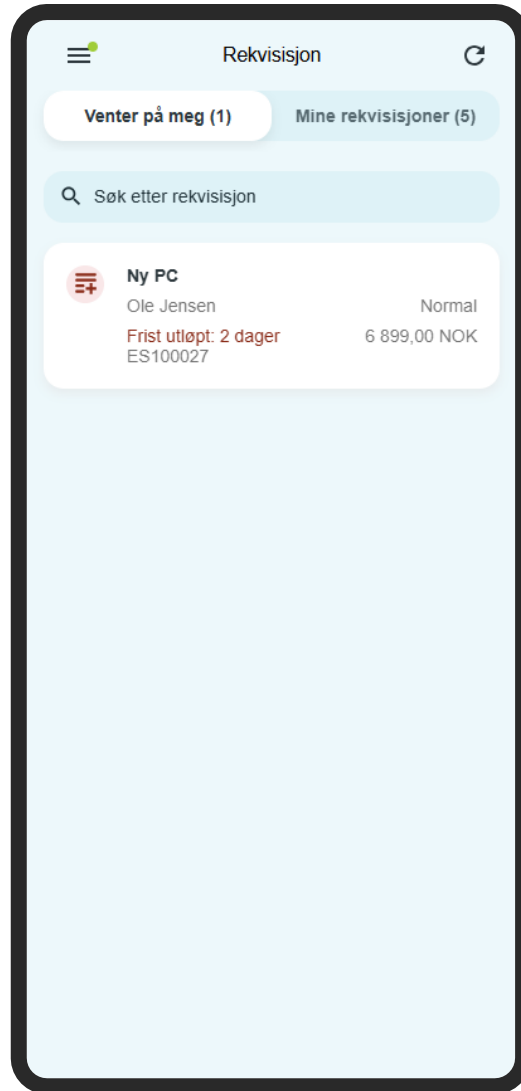 Rekvisisjon
Venter på meg (1) Mine rekvisisjoner (5)
Søk etter rekvisisjon
Ny PC
Ole Jensen Normal
Frist utløpt: 2 dager 6 899,00 NOK
ES100027